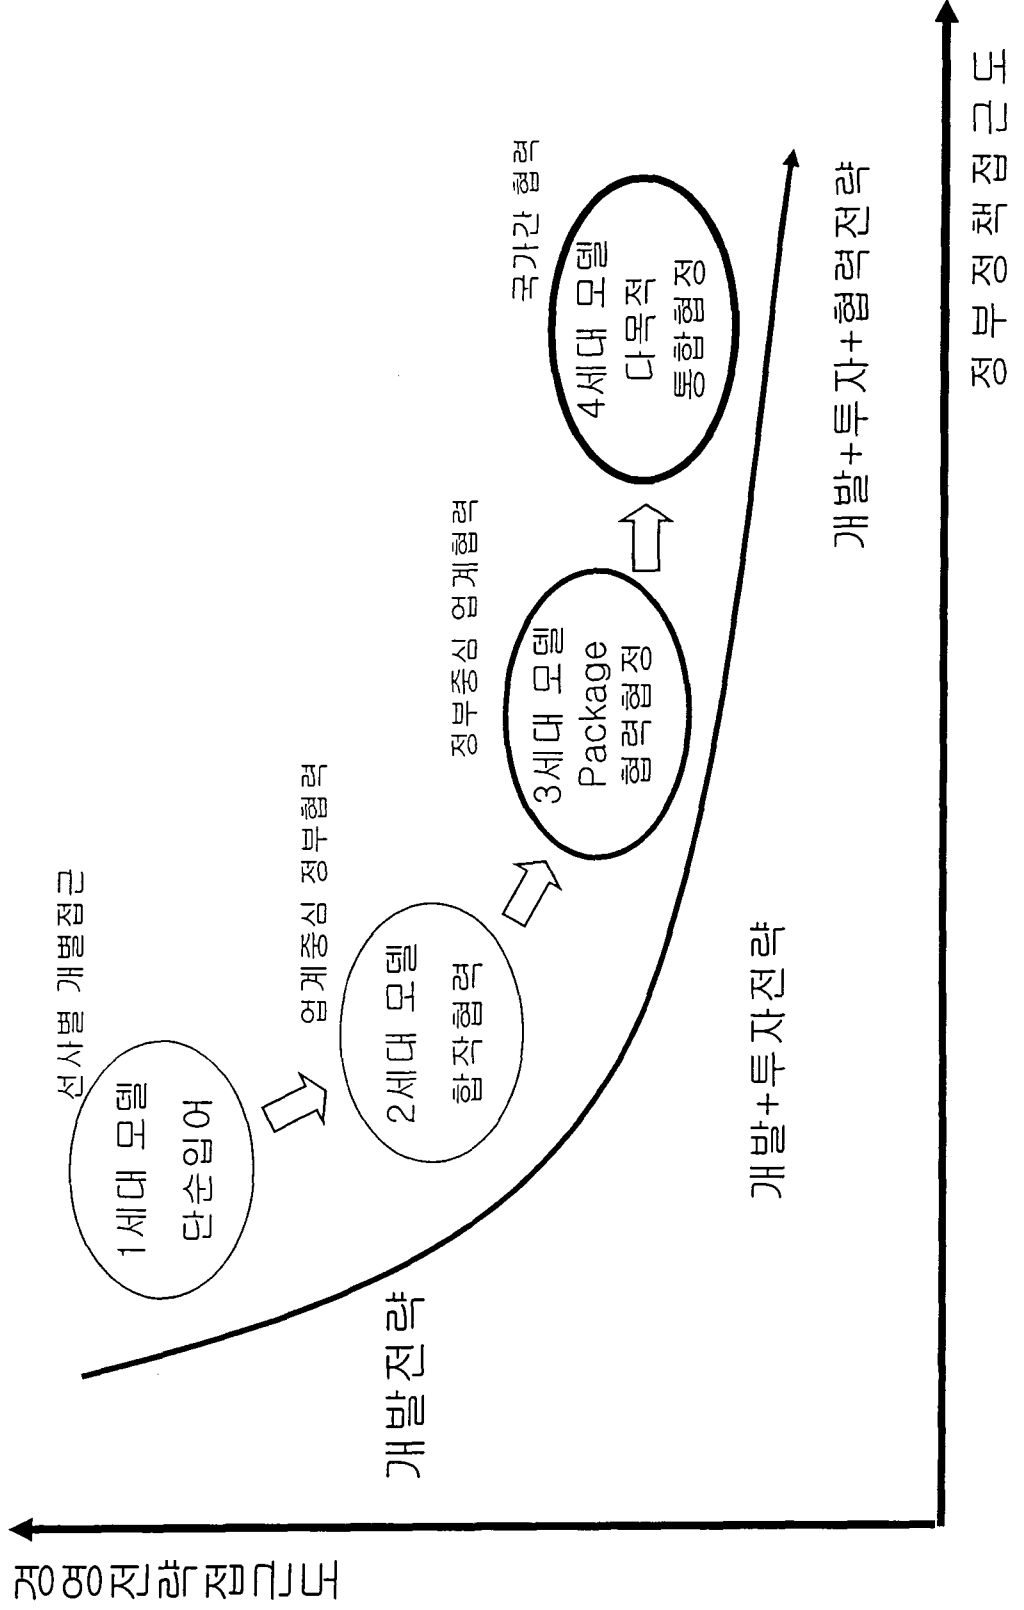 경영전략접근도
선사별 개별접근
1세대 모델
단순입어
업계중심 정부협력
2세대 모델
합작협력
정부중심 업계협력
3세대 모델
Package
협력협정
국가간 협력
4세대 모델
다목적
통합협정
개발전략
개발+투자전략
개발+투자+협력전략
정부정책접근도